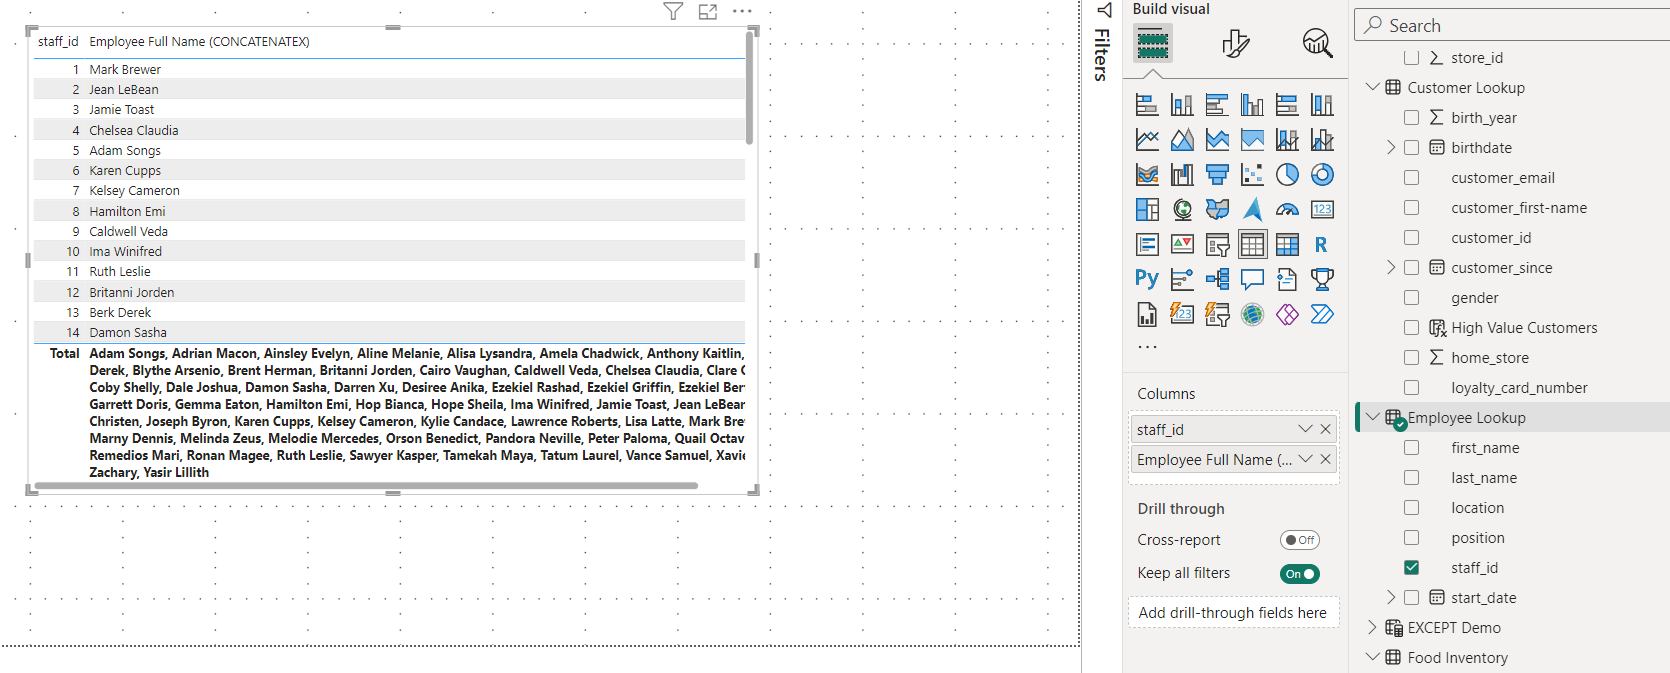 staff_id Employee Full Name (CONCATENATEX)
1 Mark Brewer
2 Jean LeBean
3 Jamie Toast
4 Chelsea Claudia
5 Adam Songs
6 Karen Cupps
7 Kelsey Cameron
8 Hamilton Emi
9 Caldwell Veda
10 Ima Winifred
11 Ruth Leslie
12 Britanni Jorden
13 Berk Derek
14 Damon Sasha
Total Adam Songs, Adrian Macon, Ainsley Evelyn, Aline Melanie, Alisa Lysandra, Amela Chadwick, Anthony Kaitlin,
Derek, Blythe Arsenio, Brent Herman, Britanni Jorden, Cairo Vaughan, Caldwell Veda, Chelsea Claudia, Clare
Coby Shelly, Dale Joshua, Damon Sasha, Darren Xu, Desiree Anika, Ezekiel Rashad, Ezekiel Griffin, Ezekiel
Garrett Doris, Gemma Eaton, Hamilton Emi, Hop Bianca, Hope Sheila, Ima Winifred, Jamie Toast, Jean LeBean
Christen, Joseph Byron, Karen Cupps, Kelsey Cameron, Kylie Candace, Lawrence Roberts, Lisa Latte, Mark
Marny Dennis, Melinda Zeus, Melodie Mercedes, Orson Benedict, Pandora Neville, Peter Paloma, Quail Octav
Remedios Mari, Ronan Magee, Ruth Leslie, Sawyer Kasper, Tamekah Maya, Tatum Laurel, Vance Samuel, Xavie
Zachary, Yasir Lillith
Filters
Build visual
123
R
Py
123
...
Columns
staff_id
Employee Full Name (...
Drill through
Cross-report Off
Keep all filters On
Add drill-through fields here
Search
store_id
Customer Lookup
birth_year
birthdate
customer_email
customer_first-name
customer_id
customer_since
gender
High Value Customers
home_store
loyalty_card_number
Employee Lookup
first_name
last_name
location
position
staff_id
start_date
EXCEPT Demo
Food Inventory